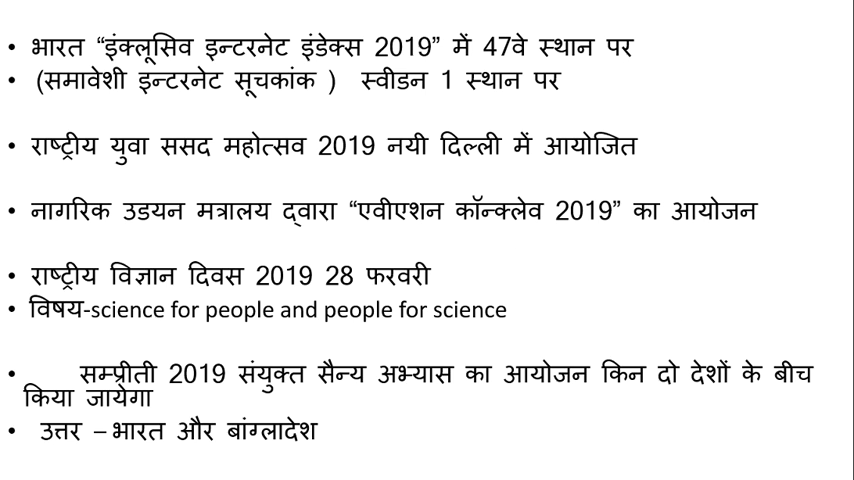 • भारत “इंक्लूसिव इन्टरनेट इंडेक्स 2019” में 47वे स्थान पर
• (समावेशी इन्टरनेट सूचकांक ) स्वीडन 1 स्थान पर
• राष्ट्रीय युवा ससद महोत्सव 2019 नयी दिल्ली में आयोजित
• नागरिक उडयन मत्रालय द्वारा “एवीएशन कॉन्क्लेव 2019” का आयोजन
• राष्ट्रीय विज्ञान दिवस 2019 28 फरवरी
• विषय-science for people and people for science
• सम्प्रीती 2019 संयुक्त सैन्य अभ्यास का आयोजन किन दो देशों के बीच
किया जायेगा
• उत्तर – भारत और बांग्लादेश